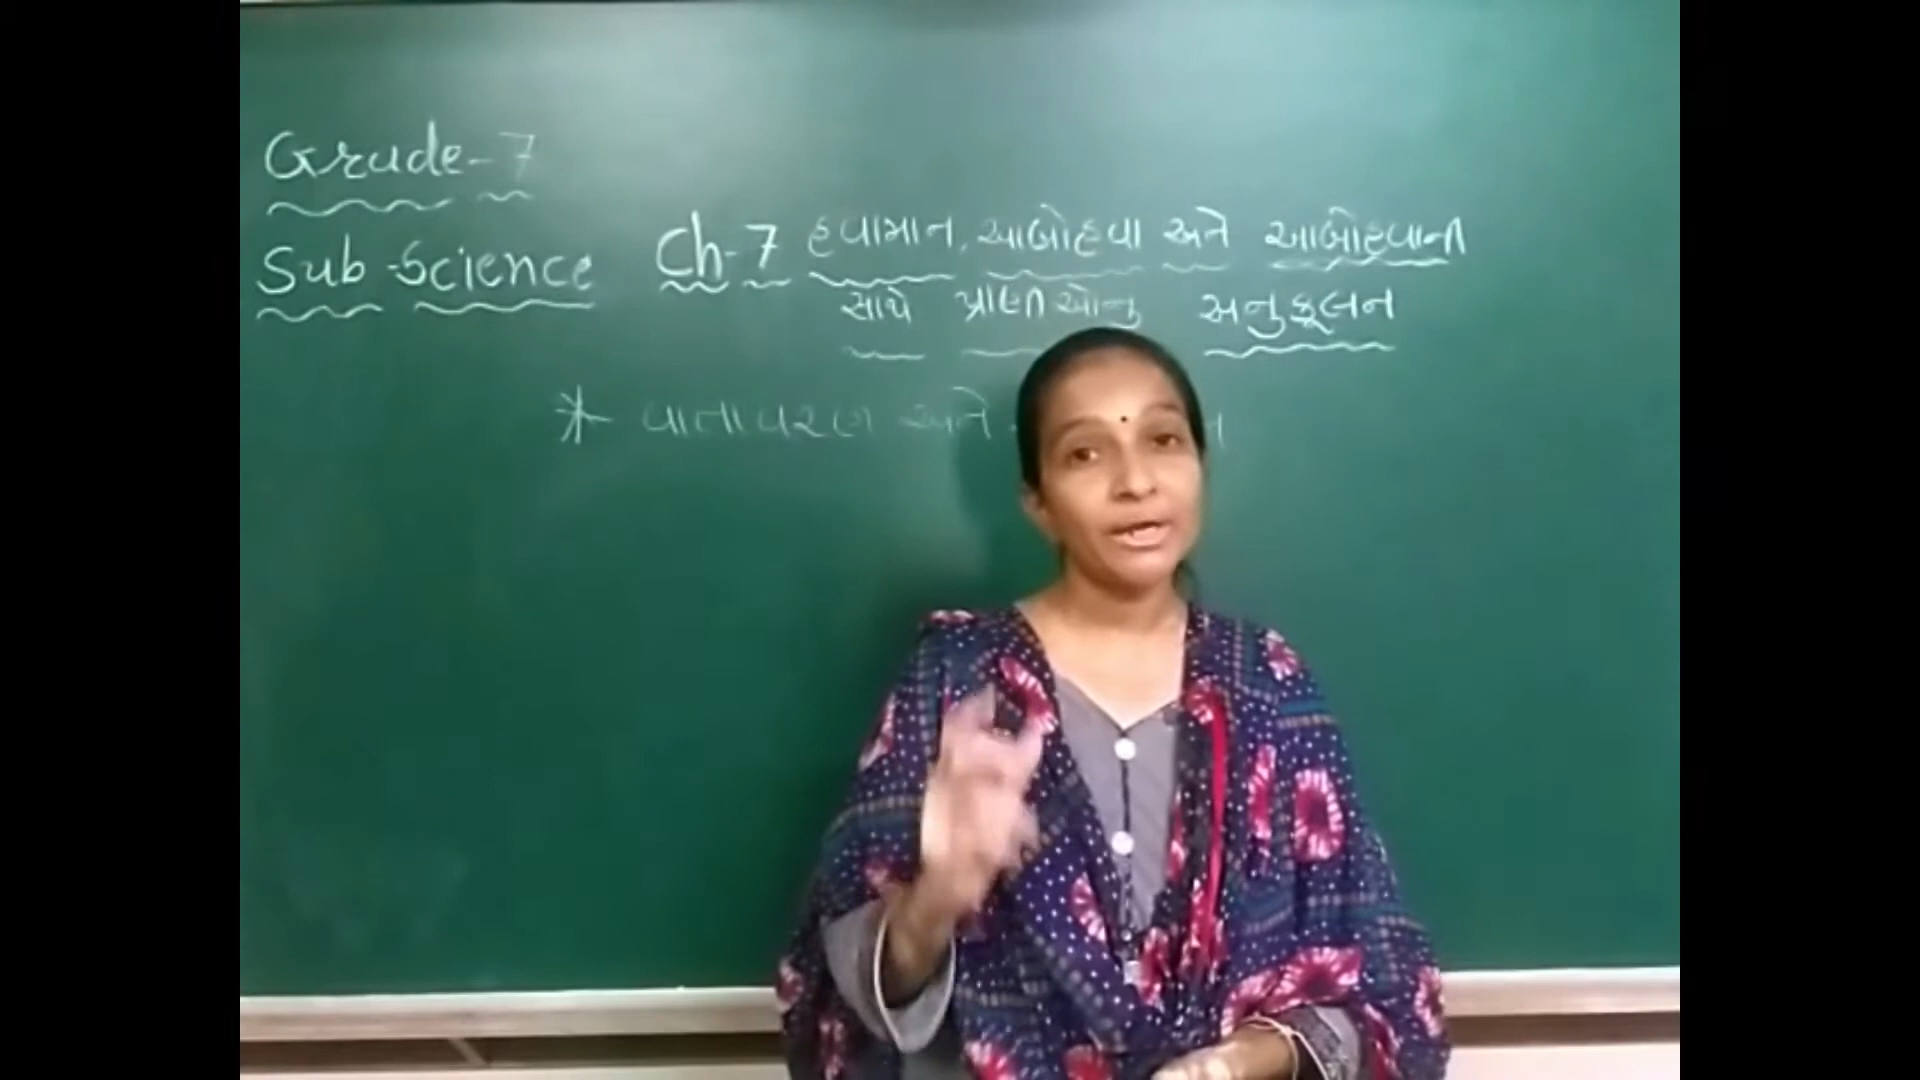 Grade-7
Sub-Science
Ch-7 હવામાન, આબોહવા અને આબોહવાની
સાથે પ્રાણીઓનુ અનુકૂલન
* વાતાવરણ અને